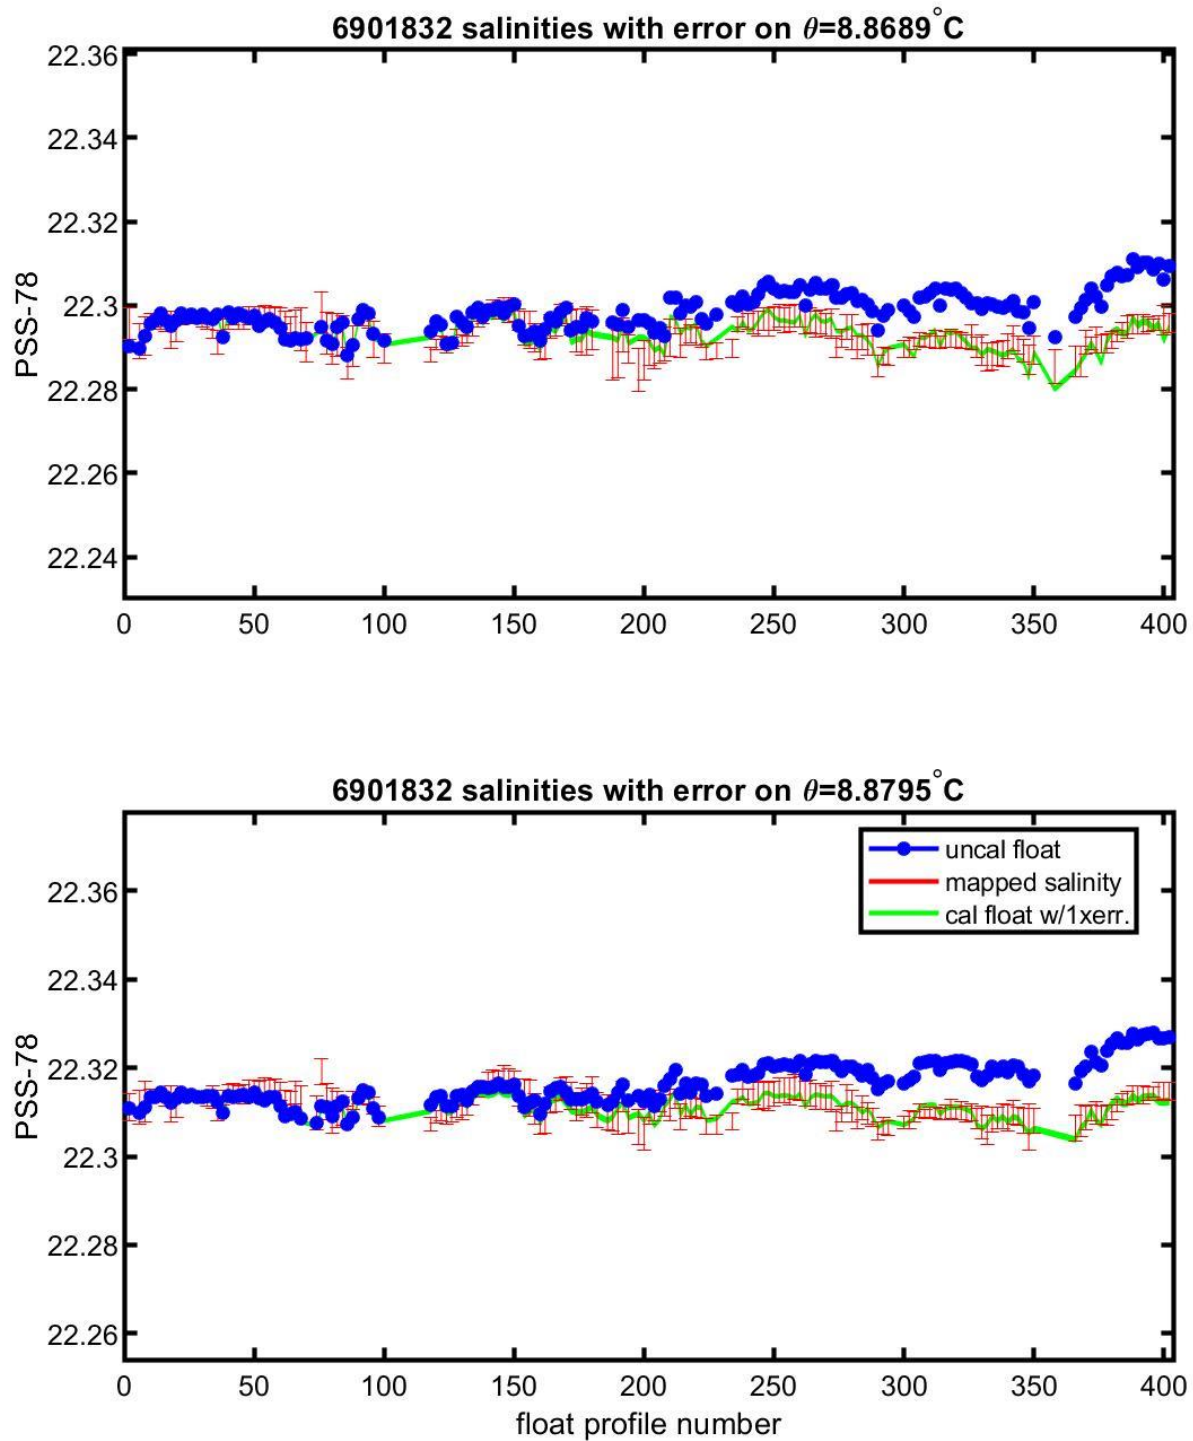 6901832 salinities with error on θ=8.8689°C
22.36
22.34
22.32
22.3
22.28
22.26
22.24
PSS-78
0 50 100 150 200 250 300 350 400
6901832 salinities with error on θ=8.8795°C
uncal float
mapped salinity
cal float w/1xerr.
22.36
22.34
22.32
22.3
22.28
22.26
PSS-78
0 50 100 150 200 250 300 350 400
float profile number